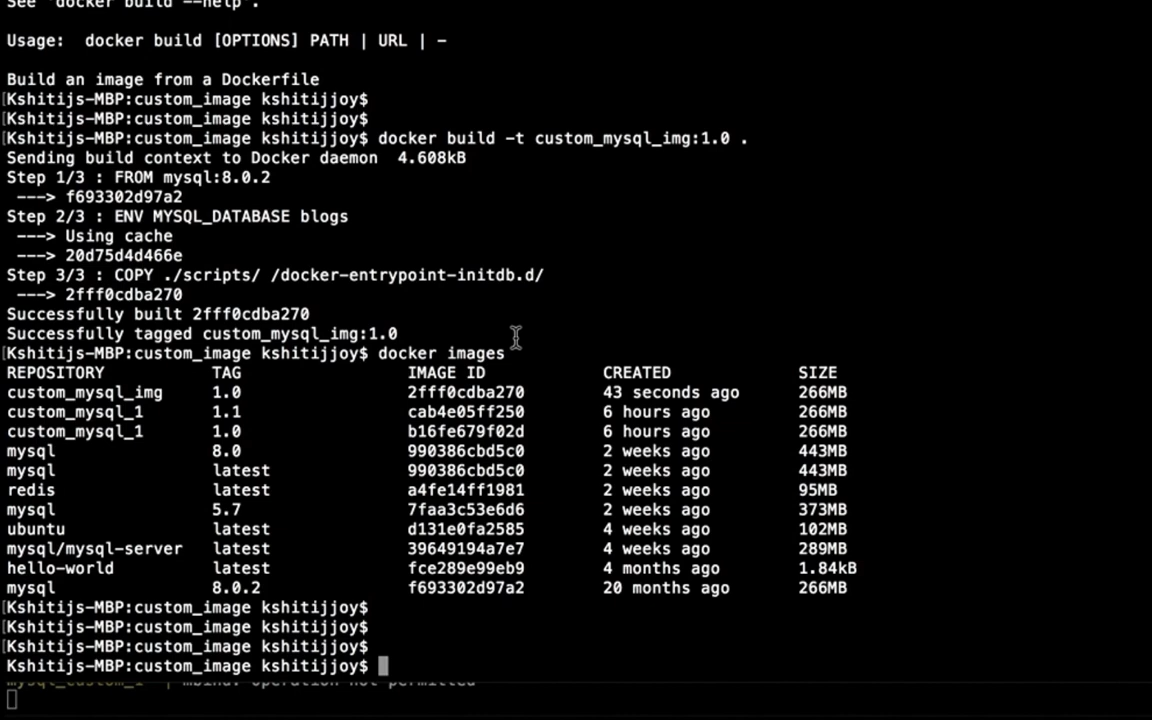 See 'docker build --help'.
Usage:  docker build [OPTIONS] PATH | URL | -
Build an image from a Dockerfile
[Kshitijs-MBP:custom_image kshitijjoy$
[Kshitijs-MBP:custom_image kshitijjoy$
[Kshitijs-MBP:custom_image kshitijjoy$ docker build -t custom_mysql_img:1.0 .
Sending build context to Docker daemon  4.608kB
Step 1/3 : FROM mysql:8.0.2
 ---> f693302d97a2
Step 2/3 : ENV MYSQL_DATABASE blogs
 ---> Using cache
 ---> 20d75d4d466e
Step 3/3 : COPY ./scripts/ /docker-entrypoint-initdb.d/
 ---> 2fff0cdba270
Successfully built 2fff0cdba270
Successfully tagged custom_mysql_img:1.0
[Kshitijs-MBP:custom_image kshitijjoy$ docker images
REPOSITORY TAG IMAGE ID CREATED SIZE
custom_mysql_img 1.0 2fff0cdba270 43 seconds ago 266MB
custom_mysql_1 1.1 cab4e05ff250 6 hours ago 266MB
custom_mysql_1 1.0 b16fe679f02d 6 hours ago 266MB
mysql 8.0 990386cbd5c0 2 weeks ago 443MB
mysql latest 990386cbd5c0 2 weeks ago 443MB
redis latest a4fe14ff1981 2 weeks ago 95MB
mysql 5.7 7faa3c53e6d6 2 weeks ago 373MB
ubuntu latest d131e0fa2585 4 weeks ago 102MB
mysql/mysql-server latest 39649194a7e7 4 weeks ago 289MB
hello-world latest fce289e99eb9 4 months ago 1.84kB
mysql 8.0.2 f693302d97a2 20 months ago 266MB
[Kshitijs-MBP:custom_image kshitijjoy$
[Kshitijs-MBP:custom_image kshitijjoy$
[Kshitijs-MBP:custom_image kshitijjoy$
Kshitijs-MBP:custom_image kshitijjoy$
mysql_custom_1 | mbind: Operation not permitted